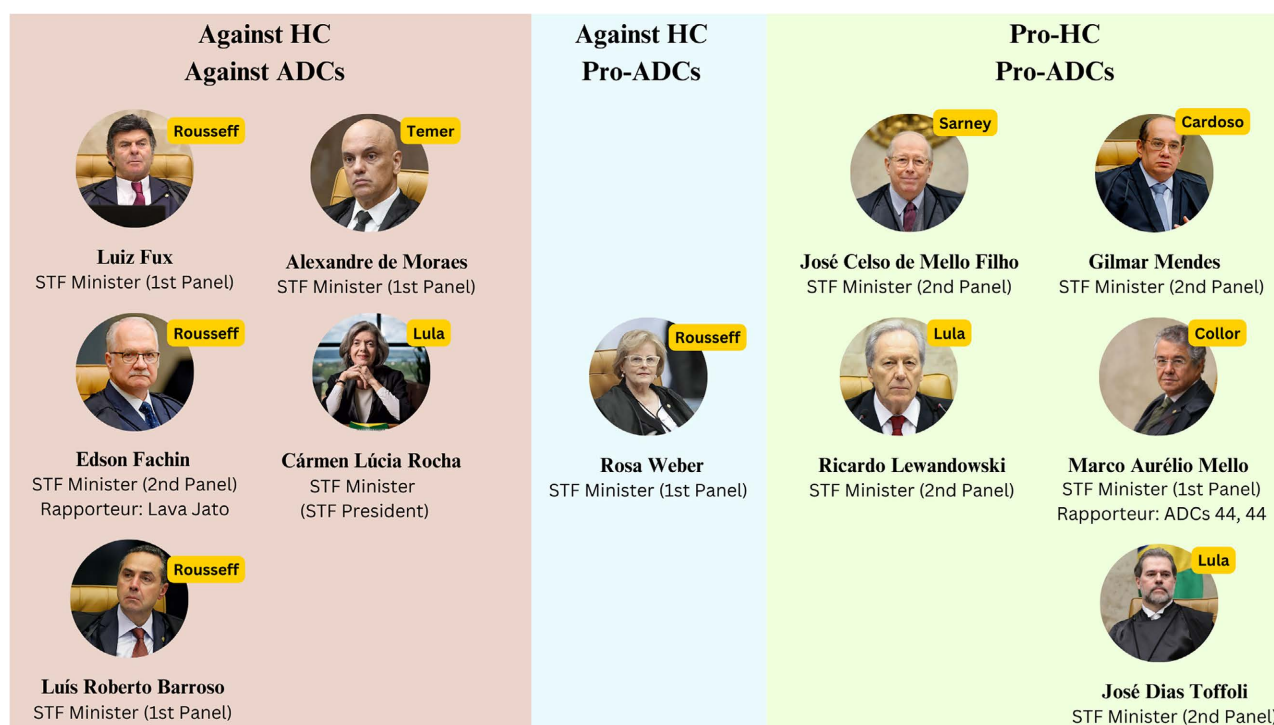 Against HC
Against ADCs
Rousseff
Luiz Fux
STF Minister (1st Panel)
Temer
Alexandre de Moraes
STF Minister (1st Panel)
Rousseff
Edson Fachin
STF Minister (2nd Panel)
Rapporteur: Lava Jato
Lula
Cármen Lúcia Rocha
STF Minister
(STF President)
Rousseff
Luís Roberto Barroso
STF Minister (1st Panel)
Against HC
Pro-ADCs
Rousseff
Rosa Weber
STF Minister (1st Panel)
Pro-HC
Pro-ADCs
Sarney
José Celso de Mello Filho
STF Minister (2nd Panel)
Cardoso
Gilmar Mendes
STF Minister (2nd Panel)
Lula
Ricardo Lewandowski
STF Minister (2nd Panel)
Collor
Marco Aurélio Mello
STF Minister (1st Panel)
Rapporteur: ADCs 44, 44
Lula
José Dias Toffoli
STF Minister (2nd Panel)